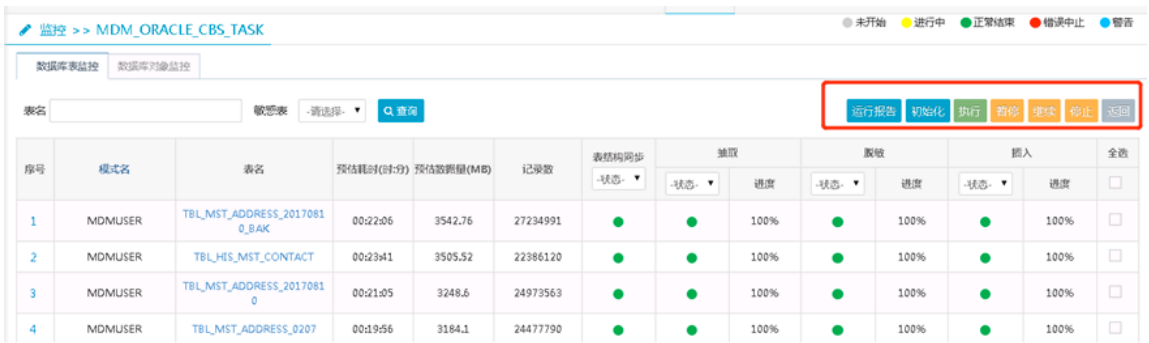 监控 >> MDM_ORACLE_CBS_TASK
未开始 进行中 正常结束 错误中止 警告
数据库表监控 数据库对象监控
表名 敏感表 -请选择- 查询 运行报告 初始化 执行 暂停 继续 停止 返回
序号 模式名 表名 预估耗时(时:分) 预估数据量(MB) 记录数 表结构同步 抽取 脱敏 插入 全选
-状态- -状态- 进度 -状态- 进度 -状态- 进度
1 MDMUSER TBL_MST_ADDRESS_2017081 00:22:06 3542.76 27234991 100% 100% 100%
0_BAK
2 MDMUSER TBL_HIS_MST_CONTACT 00:23:41 3505.52 22386120 100% 100% 100%
3 MDMUSER TBL_MST_ADDRESS_2017081 00:21:05 3248.6 24973563 100% 100% 100%
0
4 MDMUSER TBL_MST_ADDRESS_0207 00:19:56 3184.1 24477790 100% 100% 100%